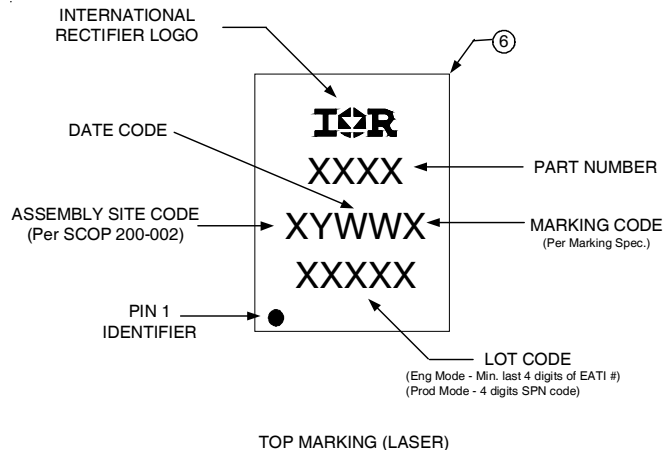 INTERNATIONAL
RECTIFIER LOGO
6
IOR
DATE CODE
XXXX
PART NUMBER
ASSEMBLY SITE CODE
(Per SCOP 200-002)
XYWWX
MARKING CODE
(Per Marking Spec.)
XXXXX
PIN 1
IDENTIFIER
LOT CODE
(Eng Mode - Min. last 4 digits of EATI #)
(Prod Mode - 4 digits SPN code)
TOP MARKING (LASER)